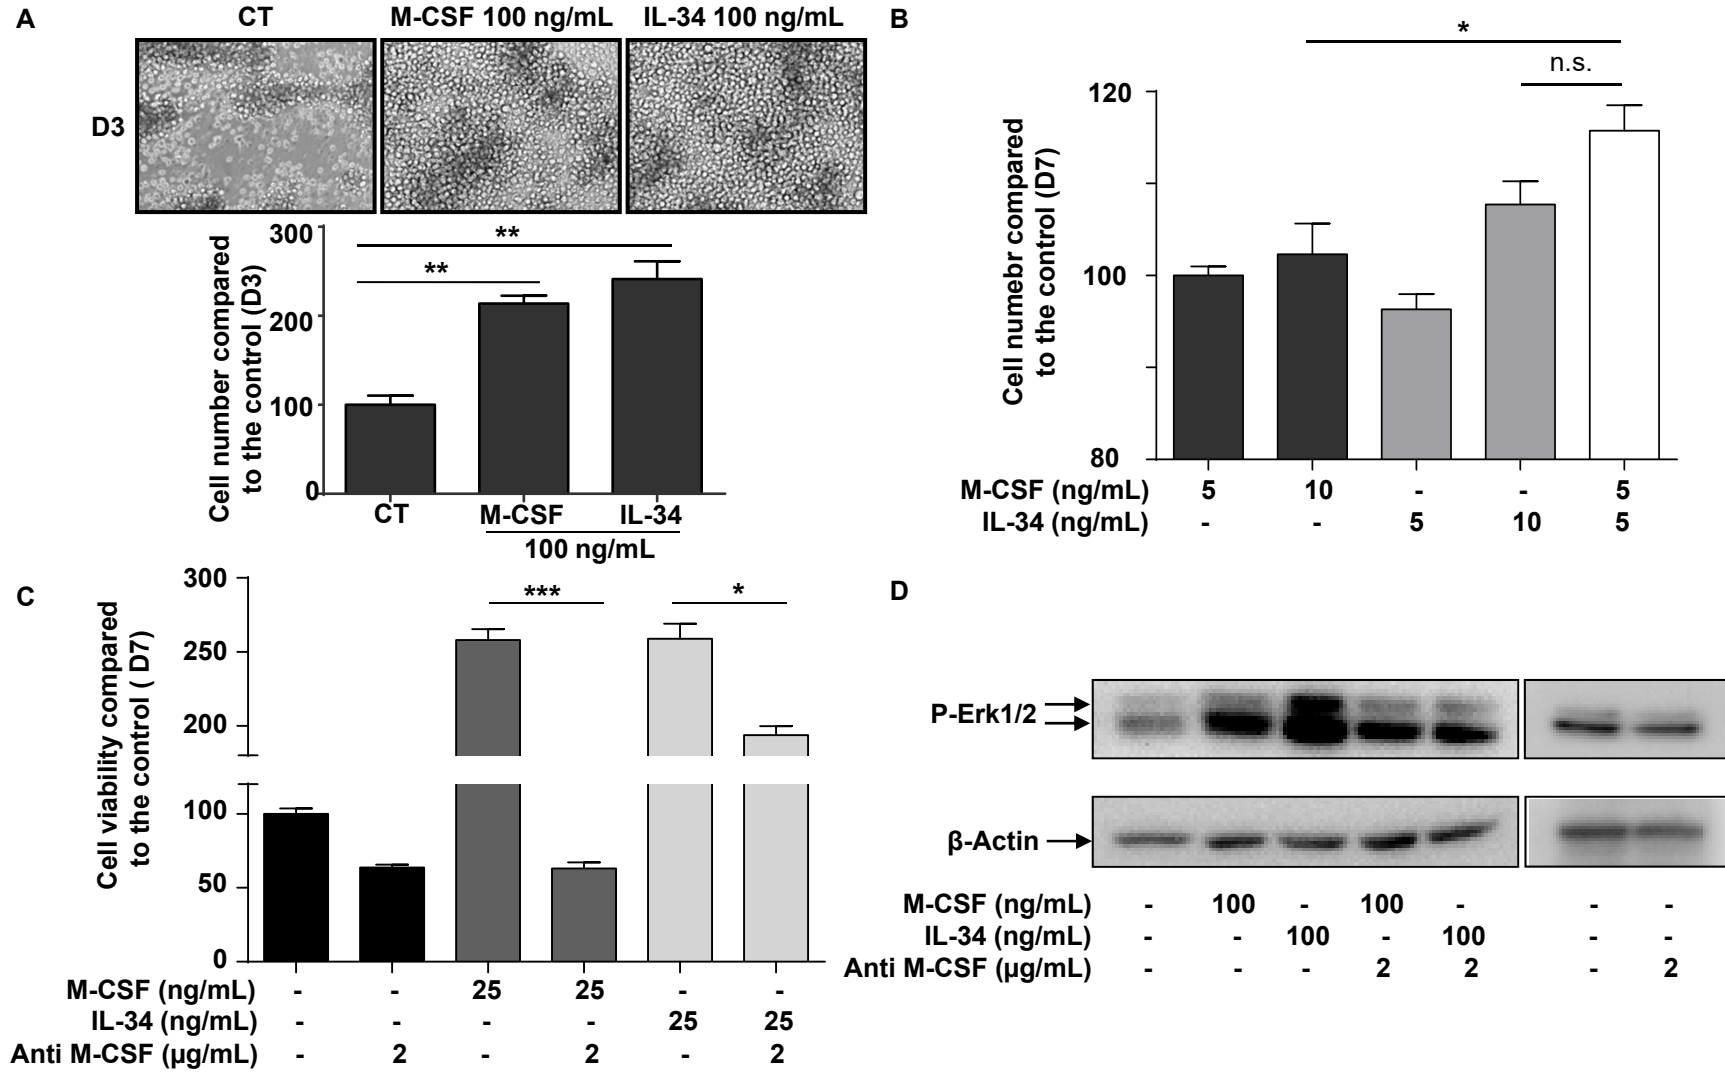 A
CT
M-CSF 100 ng/mL
IL-34 100 ng/mL
D3
Cell number compared
to the control (D3)
300
200
100
0
**
**
CT
M-CSF
IL-34
100 ng/mL
B
Cell numebr compared
to the control (D7)
120
100
80
*
n.s.
M-CSF (ng/mL) 5 10 - - 5
IL-34 (ng/mL) - - 5 10 5
C
Cell viability compared
to the control ( D7)
300
250
200
100
50
0
***
*
M-CSF (ng/mL) - - 25 25 - -
IL-34 (ng/mL) - - - - 25 25
Anti M-CSF (µg/mL) - 2 - 2 - 2
D
P-Erk1/2
β-Actin
M-CSF (ng/mL) - 100 - 100 - - -
IL-34 (ng/mL) - - 100 - 100 - -
Anti M-CSF (µg/mL) - - - 2 2 - 2